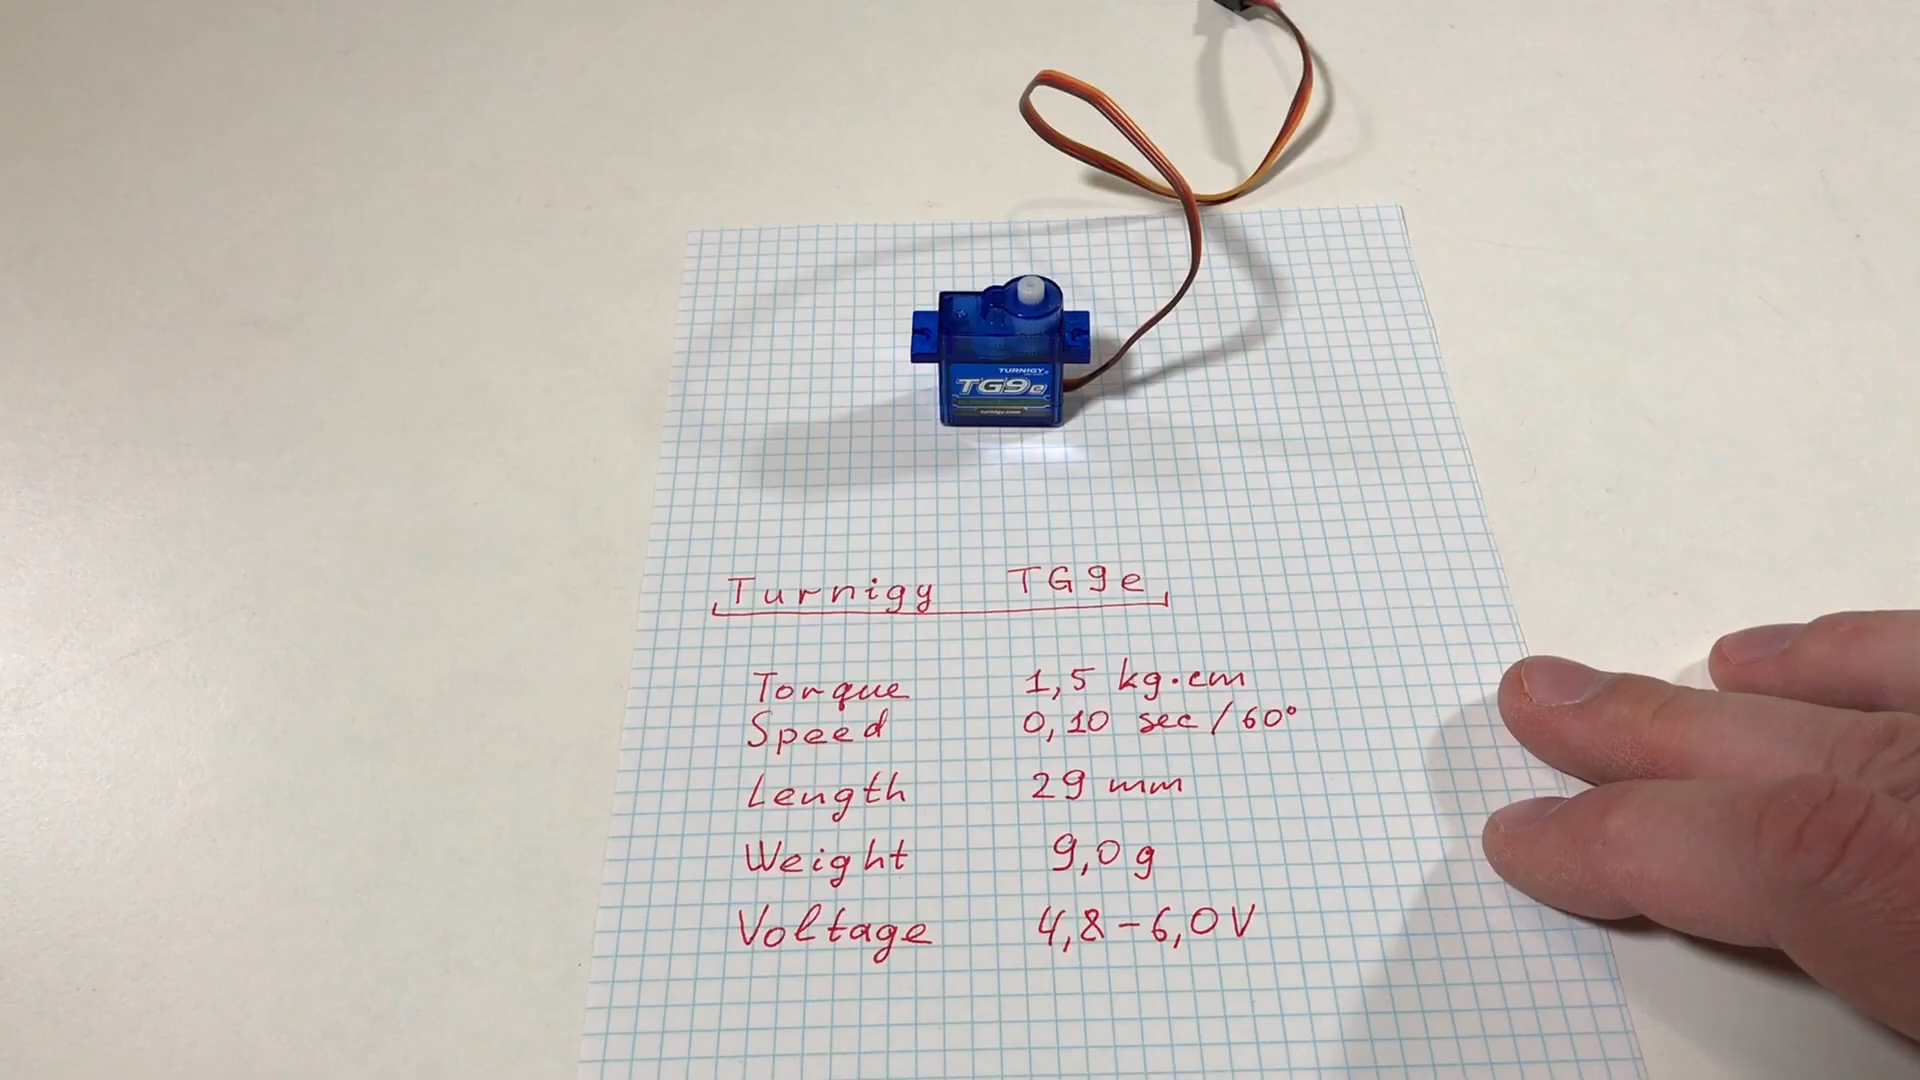 TURNIGY
TG9e
turnigy.com
Turnigy TG9e
Torque 1,5 kg·cm
Speed 0,10 sec/60°
Length 29 mm
Weight 9,0 g
Voltage 4,8-6,0 V